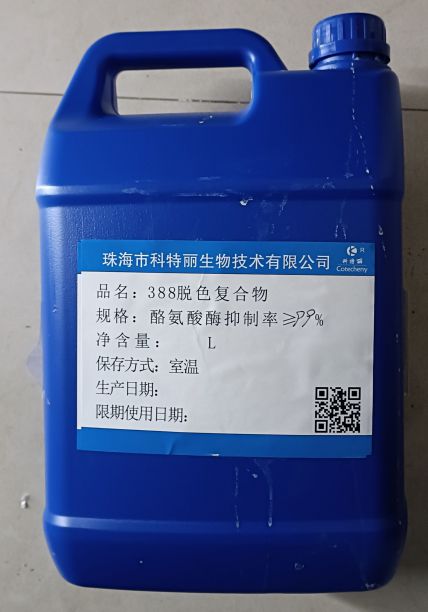 珠海市科特丽生物技术有限公司
R
科特丽
Cotecheny
品名：388脱色复合物
规格：酪氨酸酶抑制率≥99%
净含量： L
保存方式：室温
生产日期：
限期使用日期：